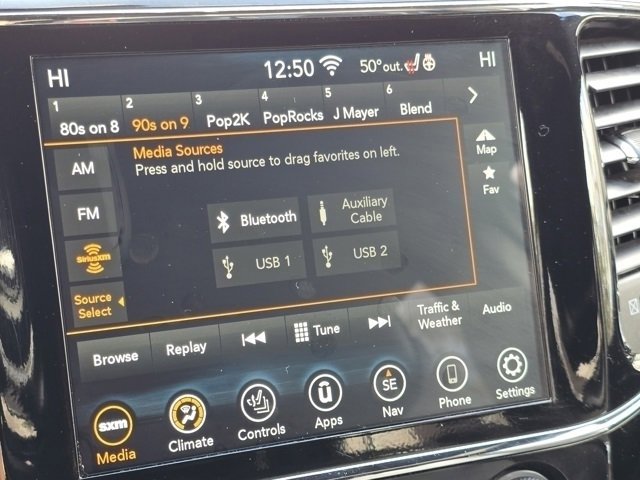 HI 12:50 50°out. HI
1 2 3 4 5 6
80s on 8 90s on 9 Pop2K PopRocks J Mayer Blend
Media Sources
Press and hold source to drag favorites on left.
AM
FM
SiriusXM
Source
Select
Bluetooth
Auxiliary
Cable
USB 1
USB 2
Map
Fav
Browse Replay Tune Traffic &
Weather Audio
sxm
Media
Climate
Controls
ū
Apps
SE
Nav
Phone
Settings